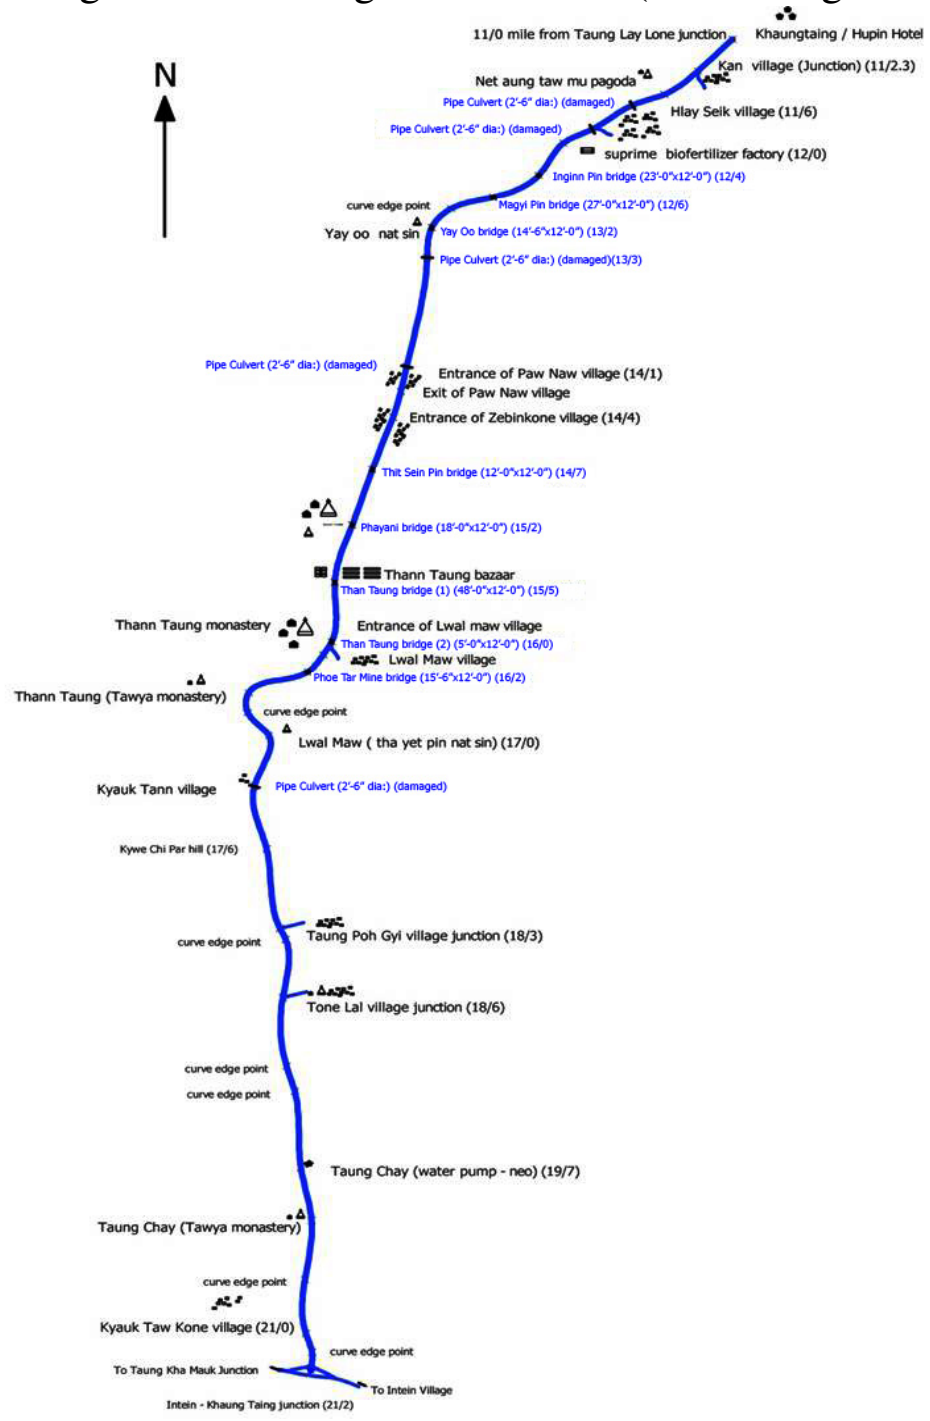 11/0 mile from Taung Lay Lone junction
Khaungtaing / Hupin Hotel
Kan village (Junction) (11/2.3)
Net aung taw mu pagoda
Pipe Culvert (2'-6" dia:) (damaged)
Hlay Seik village (11/6)
Pipe Culvert (2'-6" dia:) (damaged)
suprime biofertilizer factory (12/0)
Inginn Pin bridge (23'-0"x12'-0") (12/4)
N
curve edge point
Magyi Pin bridge (27'-0"x12'-0") (12/6)
Yay oo nat sin
Yay Oo bridge (14'-6"x12'-0") (13/2)
Pipe Culvert (2'-6" dia:) (damaged)(13/3)
Pipe Culvert (2'-6" dia:) (damaged)
Entrance of Paw Naw village (14/1)
Exit of Paw Naw village
Entrance of Zebinkone village (14/4)
Thit Sein Pin bridge (12'-0"x12'-0") (14/7)
Phayani bridge (18'-0"x12'-0") (15/2)
Thann Taung bazaar
Than Taung bridge (1) (48'-0"x12'-0") (15/5)
Thann Taung monastery
Entrance of Lwal maw village
Than Taung bridge (2) (5'-0"x12'-0") (16/0)
Lwal Maw village
Phoe Tar Mine bridge (15'-6"x12'-0") (16/2)
Thann Taung (Tawya monastery)
curve edge point
Lwal Maw ( tha yet pin nat sin) (17/0)
Kyauk Tann village
Pipe Culvert (2'-6" dia:) (damaged)
Kywe Chi Par hill (17/6)
Taung Poh Gyi village junction (18/3)
curve edge point
Tone Lal village junction (18/6)
curve edge point
curve edge point
Taung Chay (water pump - neo) (19/7)
Taung Chay (Tawya monastery)
curve edge point
Kyauk Taw Kone village (21/0)
curve edge point
To Taung Kha Mauk Junction
To Intein Village
Intein - Khaung Taing junction (21/2)